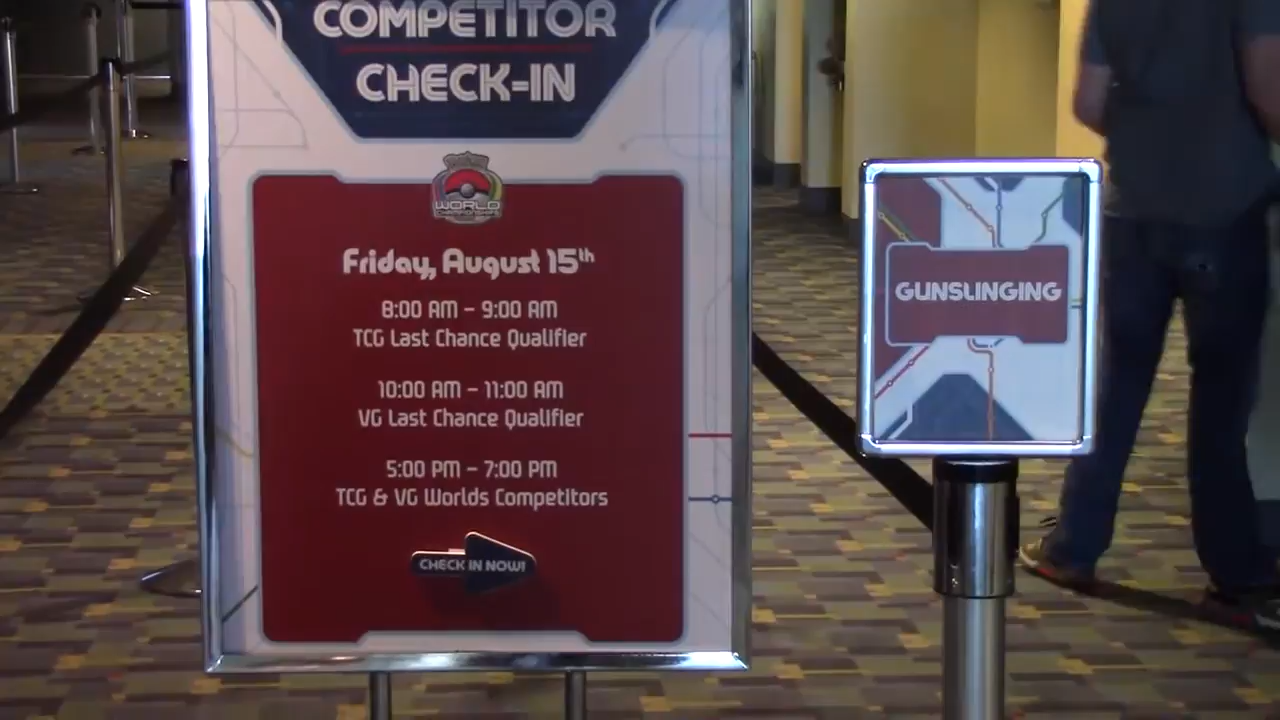 COMPETITOR
CHECK-IN
WORLD
CHAMPIONSHIPS
Friday, August 15th
8:00 AM – 9:00 AM
TCG Last Chance Qualifier
10:00 AM – 11:00 AM
VG Last Chance Qualifier
5:00 PM – 7:00 PM
TCG & VG Worlds Competitors
CHECK IN NOW!
GUNSLINGING